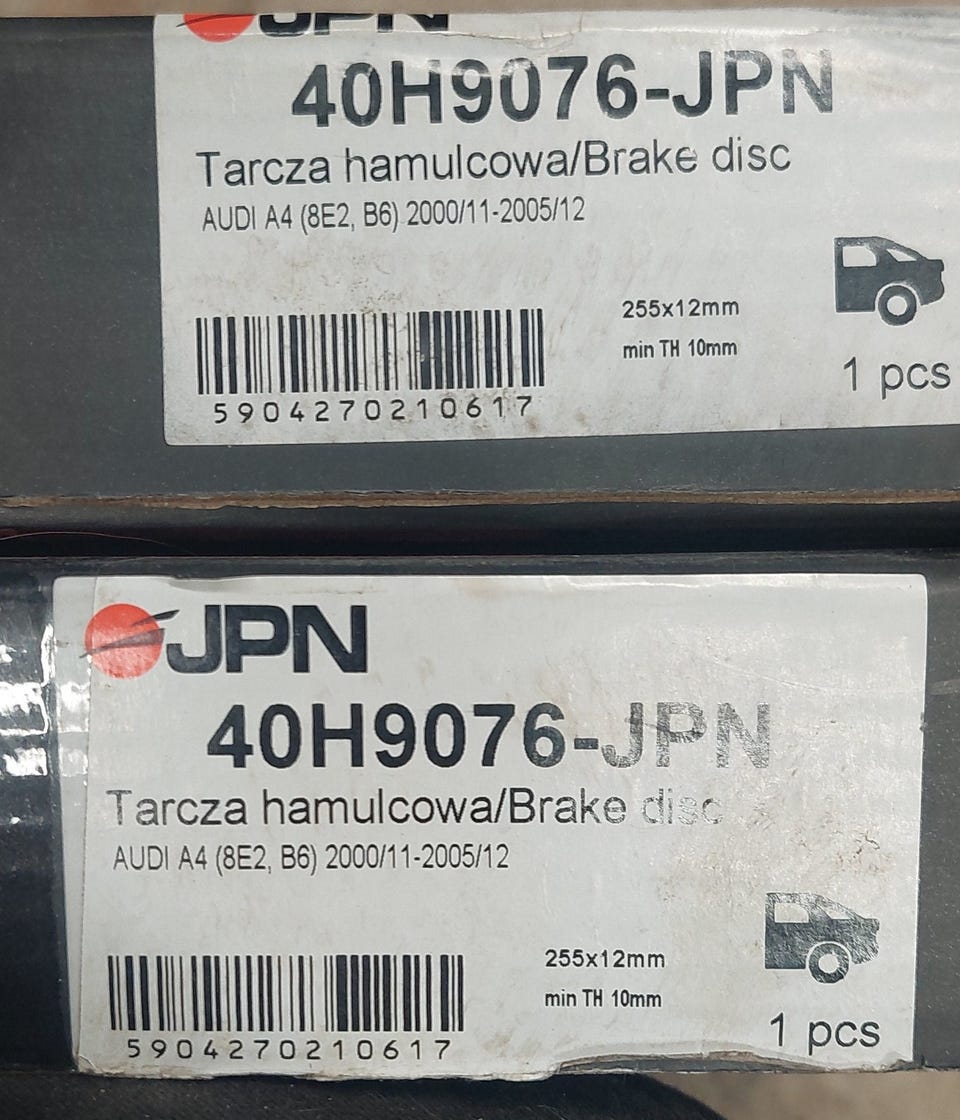 JPN
40H9076-JPN
Tarcza hamulcowa/Brake disc
AUDI A4 (8E2, B6) 2000/11-2005/12
255x12mm
min TH 10mm
1 pcs
5904270210617
JPN
40H9076-JPN
Tarcza hamulcowa/Brake disc
AUDI A4 (8E2, B6) 2000/11-2005/12
255x12mm
min TH 10mm
1 pcs
5904270210617